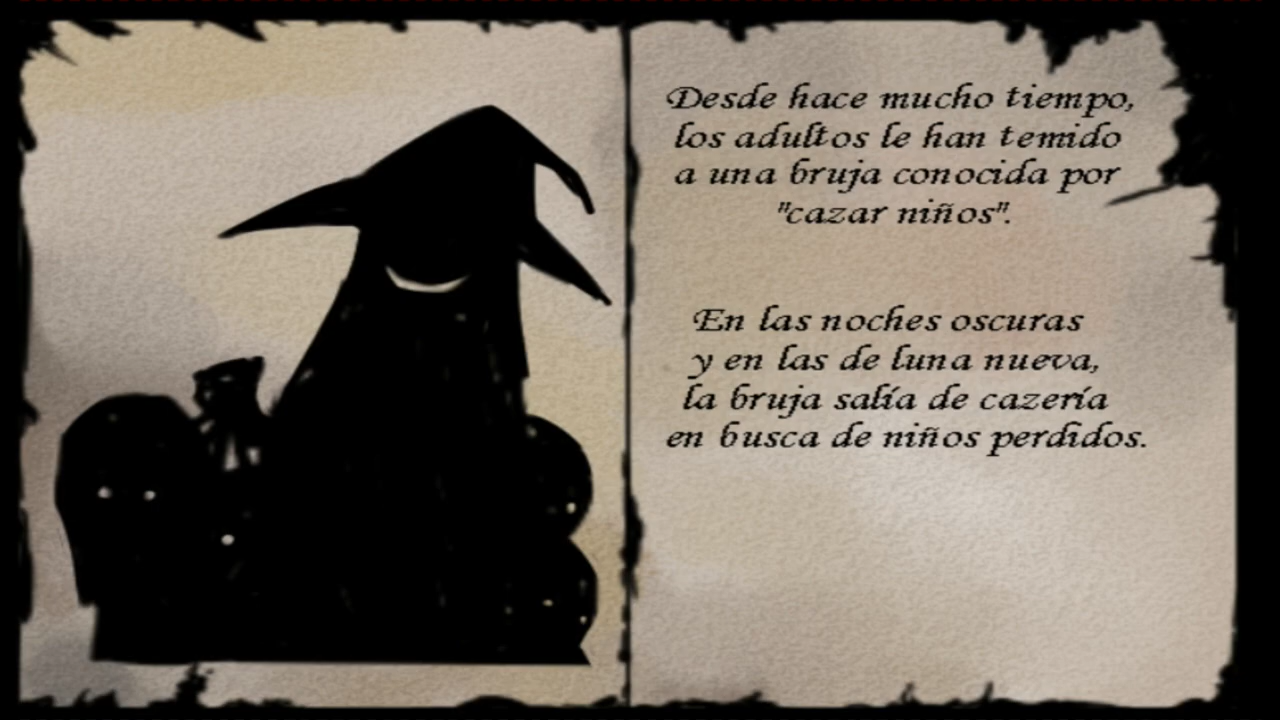 Desde hace mucho tiempo,
los adultos le han temido
a una bruja conocida por
"cazar niños".
En las noches oscuras
y en las de luna nueva,
la bruja salía de cazería
en busca de niños perdidos.